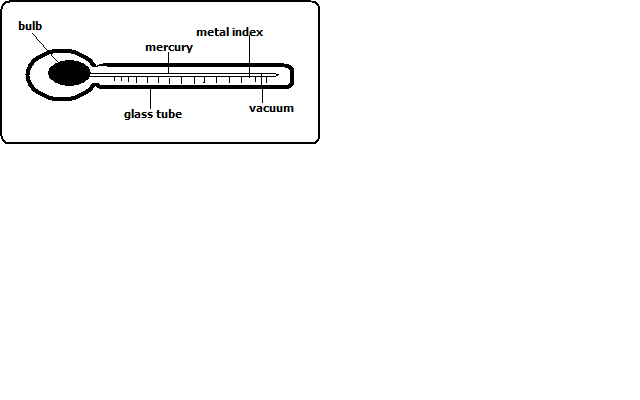 bulb
metal index
mercury
glass tube
vacuum